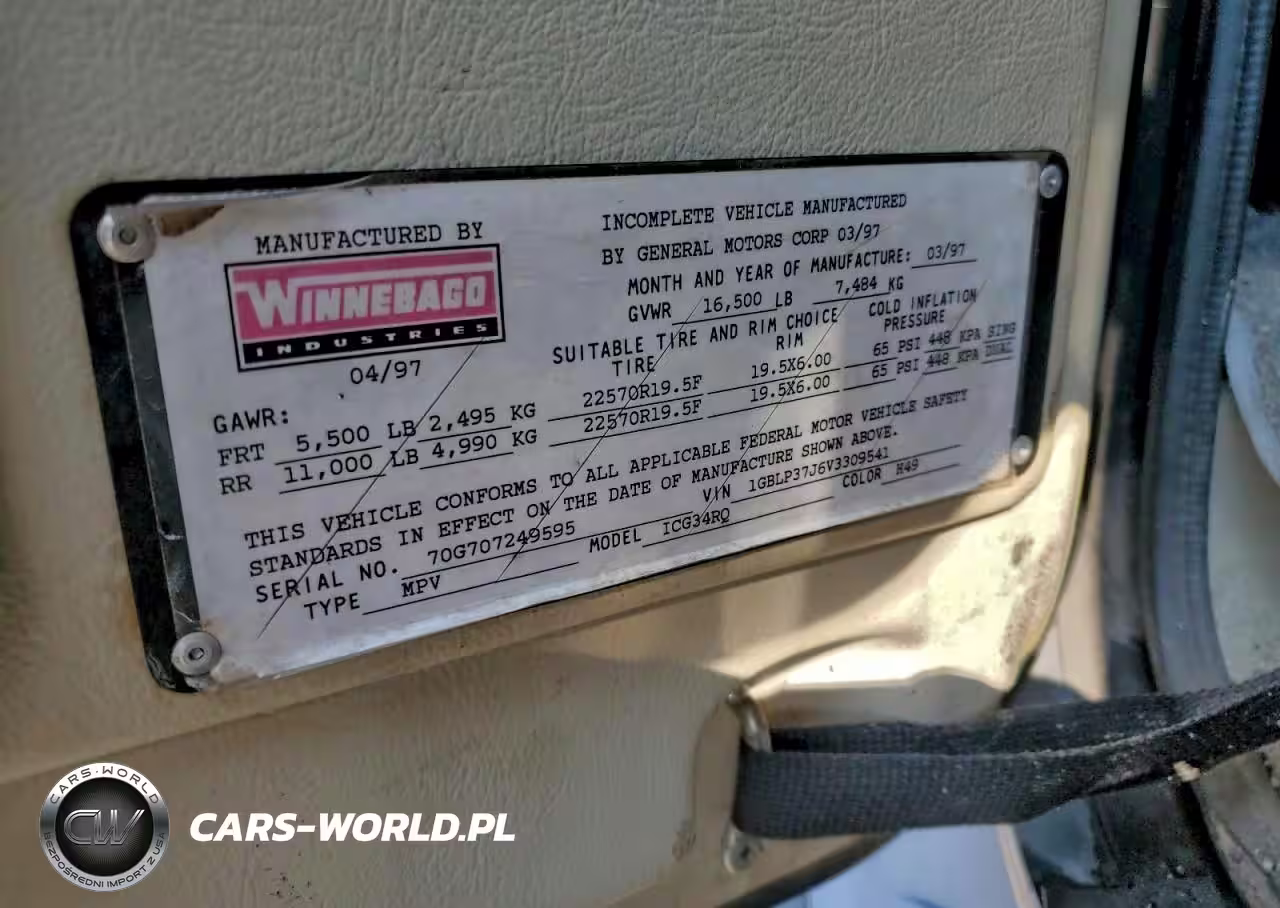 MANUFACTURED BY
WINNEBAGO
INDUSTRIES
04/97
INCOMPLETE VEHICLE MANUFACTURED
BY GENERAL MOTORS CORP 03/97
MONTH AND YEAR OF MANUFACTURE: 03/97
GVWR 16,500 LB 7,484 KG
SUITABLE TIRE AND RIM CHOICE COLD INFLATION
TIRE RIM PRESSURE
GAWR:
FRT 5,500 LB 2,495 KG 22570R19.5F 19.5X6.00 65 PSI 448 KPA SING
RR 11,000 LB 4,990 KG 22570R19.5F 19.5X6.00 65 PSI 448 KPA DUAL
THIS VEHICLE CONFORMS TO ALL APPLICABLE FEDERAL MOTOR VEHICLE SAFETY
STANDARDS IN EFFECT ON THE DATE OF MANUFACTURE SHOWN ABOVE.
SERIAL NO. 70G707249595 VIN 1GBLP37J6V3309541
TYPE MPV MODEL ICG34RQ COLOR H49
CARS-WORLD
CW
BEZPOŚREDNI IMPORT Z USA
CARS-WORLD.PL